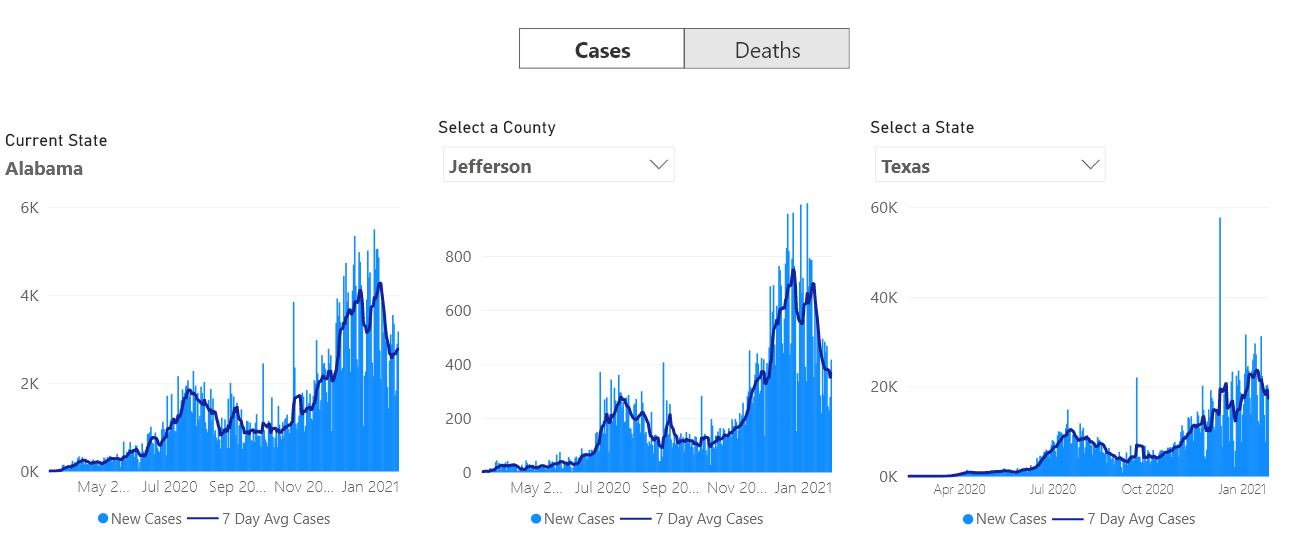 Cases Deaths
Current State
Alabama
6K
4K
2K
0K
May 2... Jul 2020 Sep 20... Nov 20... Jan 2021
New Cases 7 Day Avg Cases
Select a County
Jefferson
800
600
400
200
0
May 2... Jul 2020 Sep 20... Nov 20... Jan 2021
New Cases 7 Day Avg Cases
Select a State
Texas
60K
40K
20K
0K
Apr 2020 Jul 2020 Oct 2020 Jan 2021
New Cases 7 Day Avg Cases